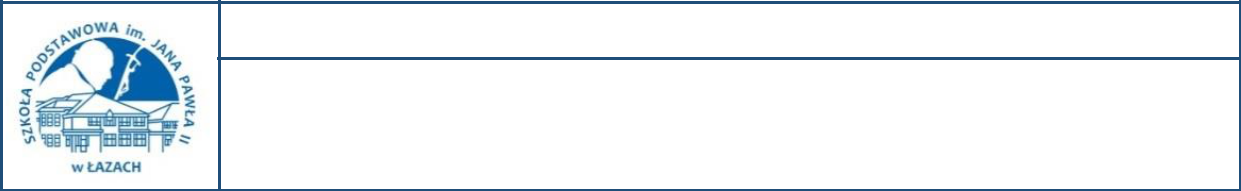 SZKOŁA PODSTAWOWA im. JANA PAWŁA II
w ŁAZACH